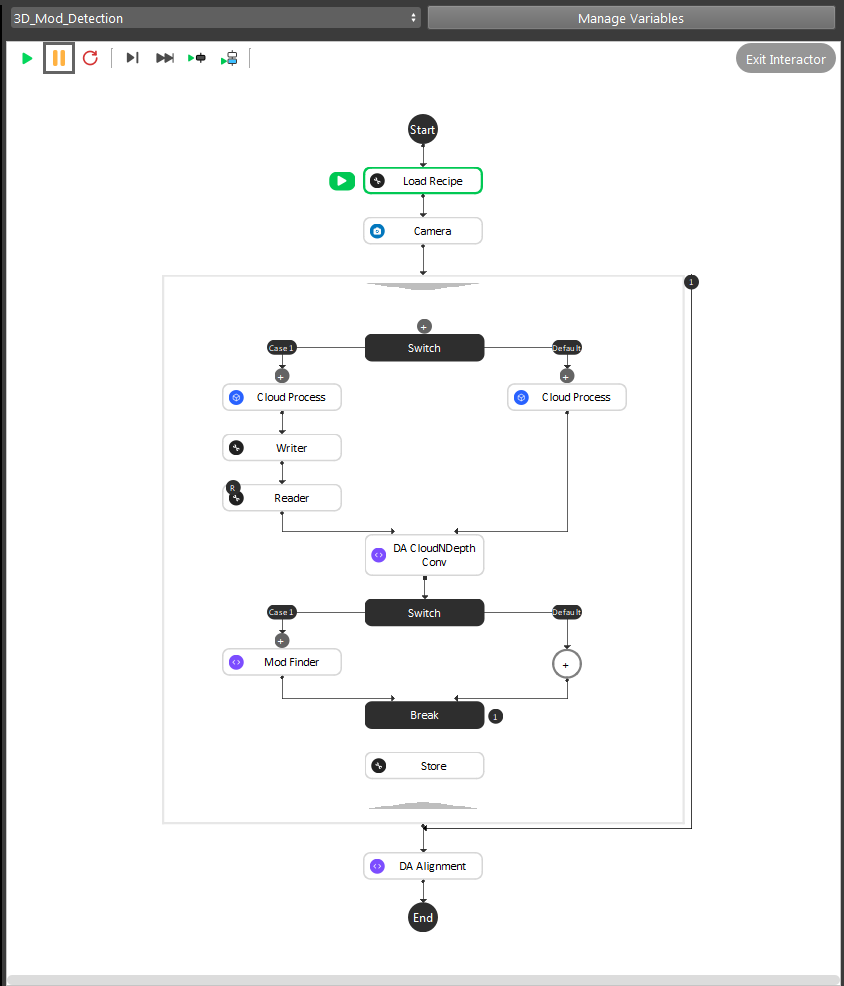 3D_Mod_Detection
Manage Variables
Exit Interactor
Start
Load Recipe
Camera
1
Switch
Case 1
Default
Cloud Process
Cloud Process
Writer
R
Reader
DA CloudNDepth
Conv
Switch
Case 1
Default
Mod Finder
Break
1
Store
DA Alignment
End